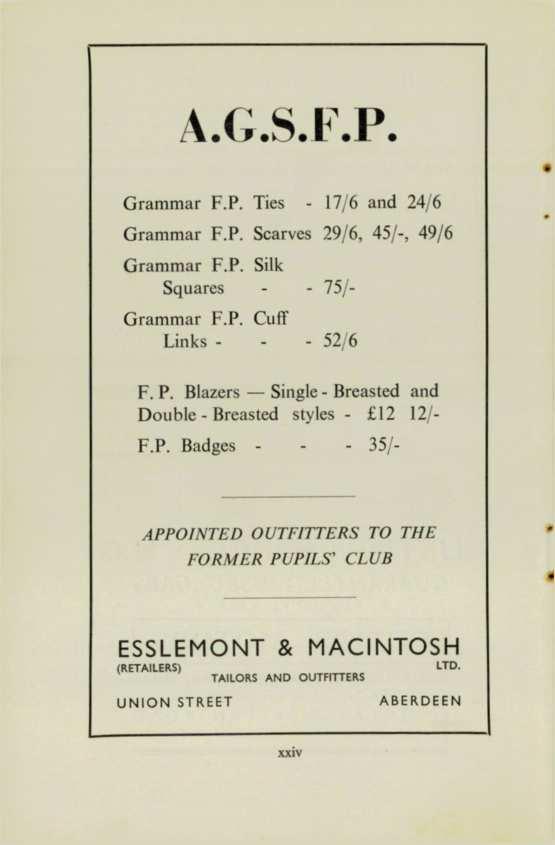 A.G.S.F.P.
Grammar F.P. Ties - 17/6 and 24/6
Grammar F.P. Scarves 29/6, 45/-, 49/6
Grammar F.P. Silk
Squares - - 75/-
Grammar F.P. Cuff
Links - - - 52/6
F. P. Blazers — Single - Breasted and
Double - Breasted styles - £12 12/-
F.P. Badges - - - 35/-
APPOINTED OUTFITTERS TO THE
FORMER PUPILS' CLUB
ESSLEMONT & MACINTOSH
(RETAILERS) LTD.
TAILORS AND OUTFITTERS
UNION STREET ABERDEEN
xxiv